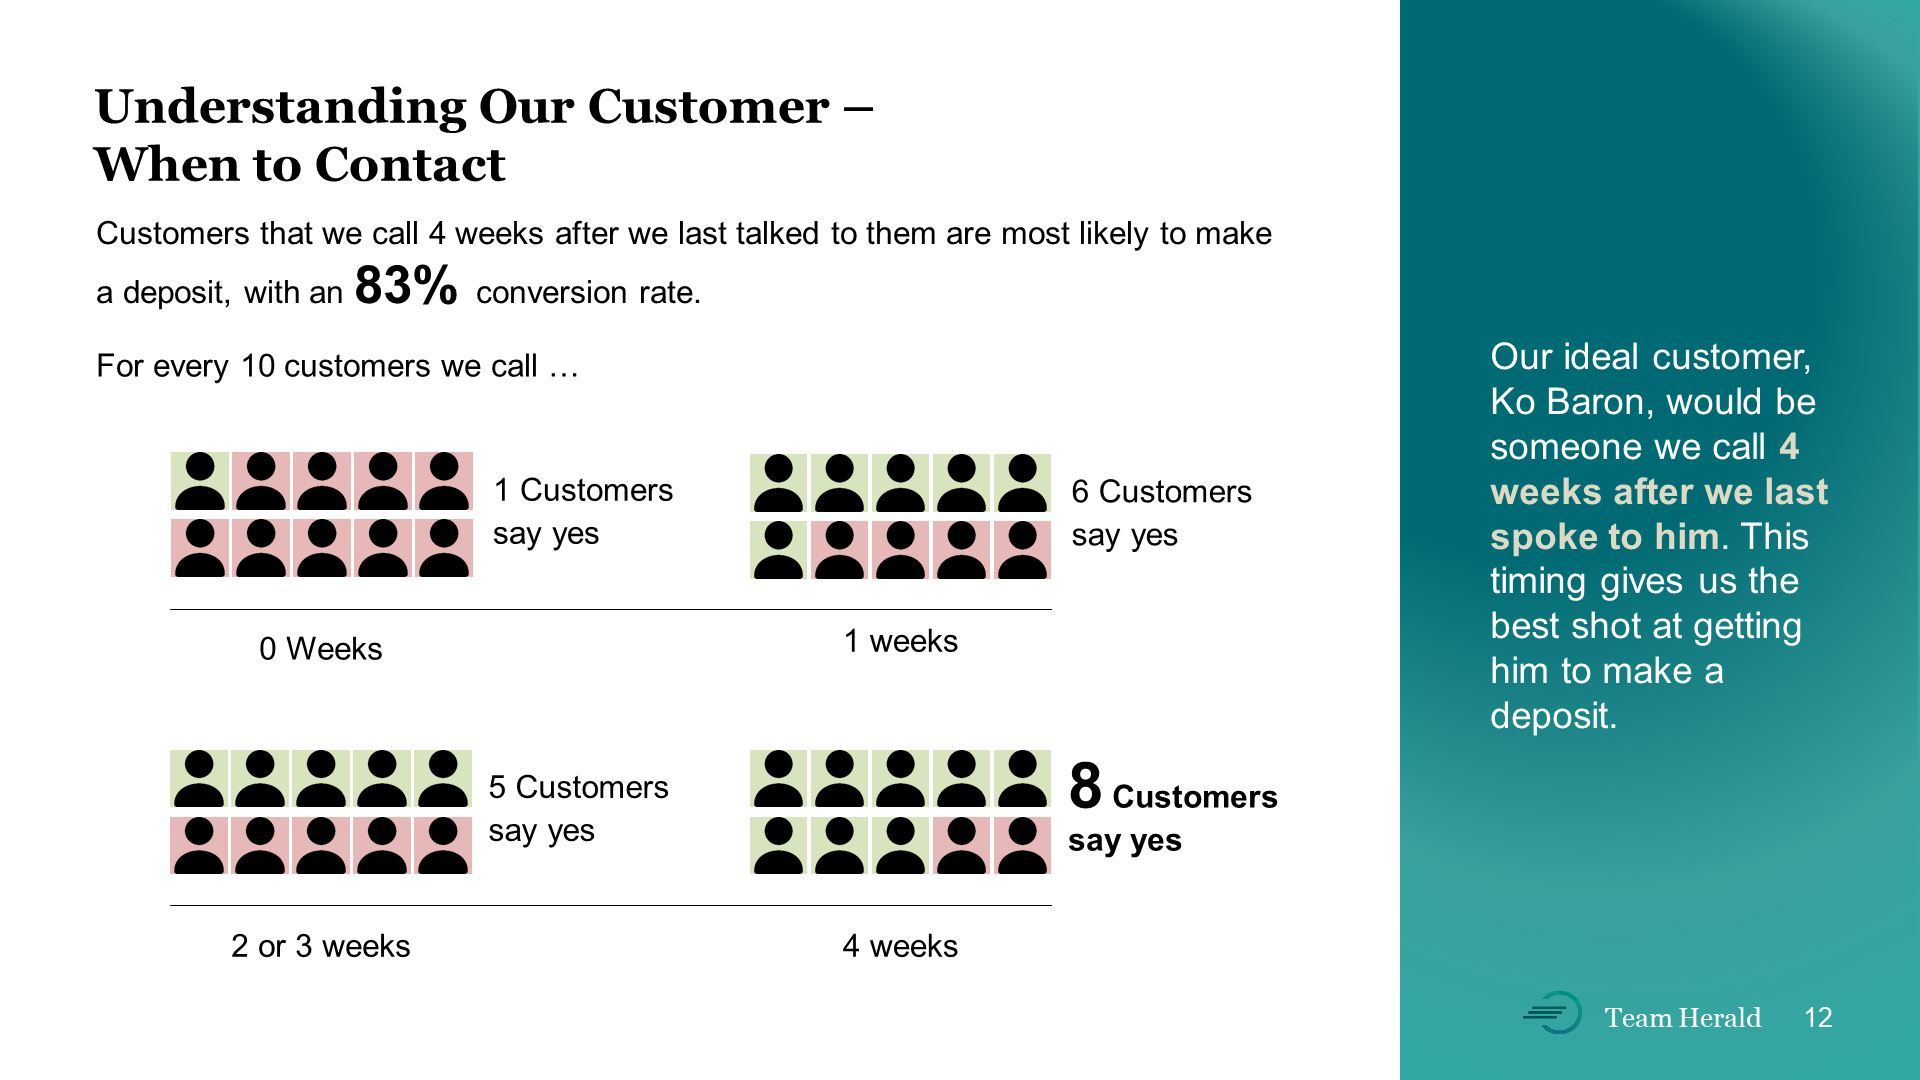 Understanding Our Customer –
When to Contact
Customers that we call 4 weeks after we last talked to them are most likely to make
a deposit, with an 83% conversion rate.
For every 10 customers we call …
1 Customers
say yes
6 Customers
say yes
0 Weeks
1 weeks
5 Customers
say yes
8 Customers
say yes
2 or 3 weeks
4 weeks
Our ideal customer,
Ko Baron, would be
someone we call 4
weeks after we last
spoke to him. This
timing gives us the
best shot at getting
him to make a
deposit.
Team Herald 12